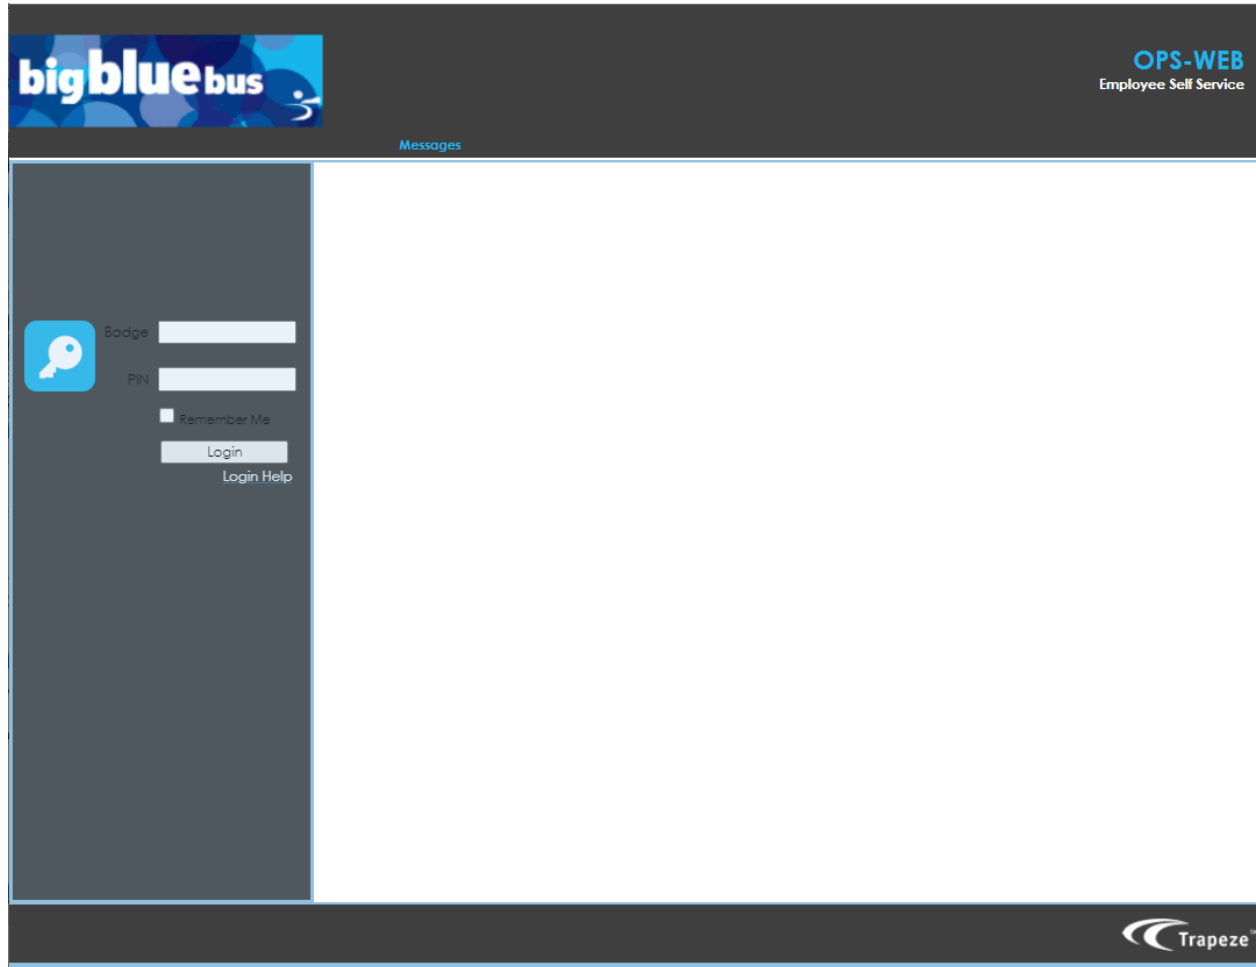 bigbluebus
OPS-WEB
Employee Self Service
Messages
Badge
PIN
Remember Me
Login
Login Help
Trapeze